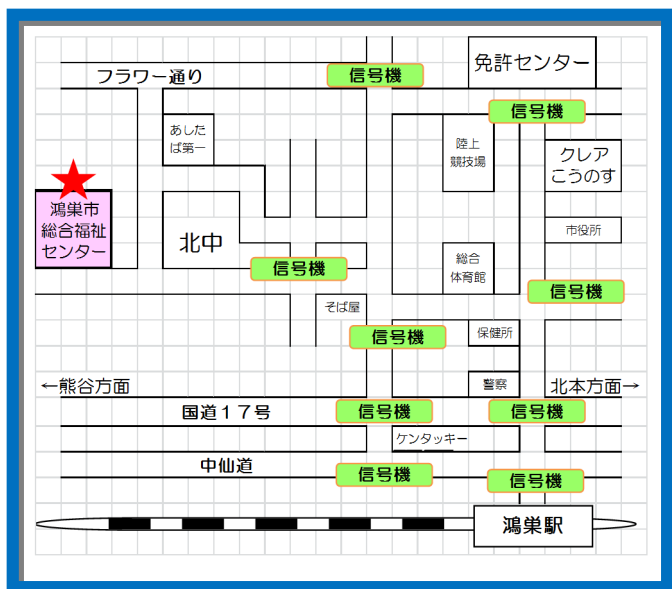 免許センター
信号機
フラワー通り
信号機
あした
ば第一
陸上
競技場
クレア
こうのす
鴻巣市
総合福祉
センター
北中
市役所
総合
体育館
信号機
信号機
そば屋
信号機
保健所
←熊谷方面
警察
北本方面→
国道17号
信号機
信号機
ケンタッキー
中仙道
信号機
信号機
鴻巣駅